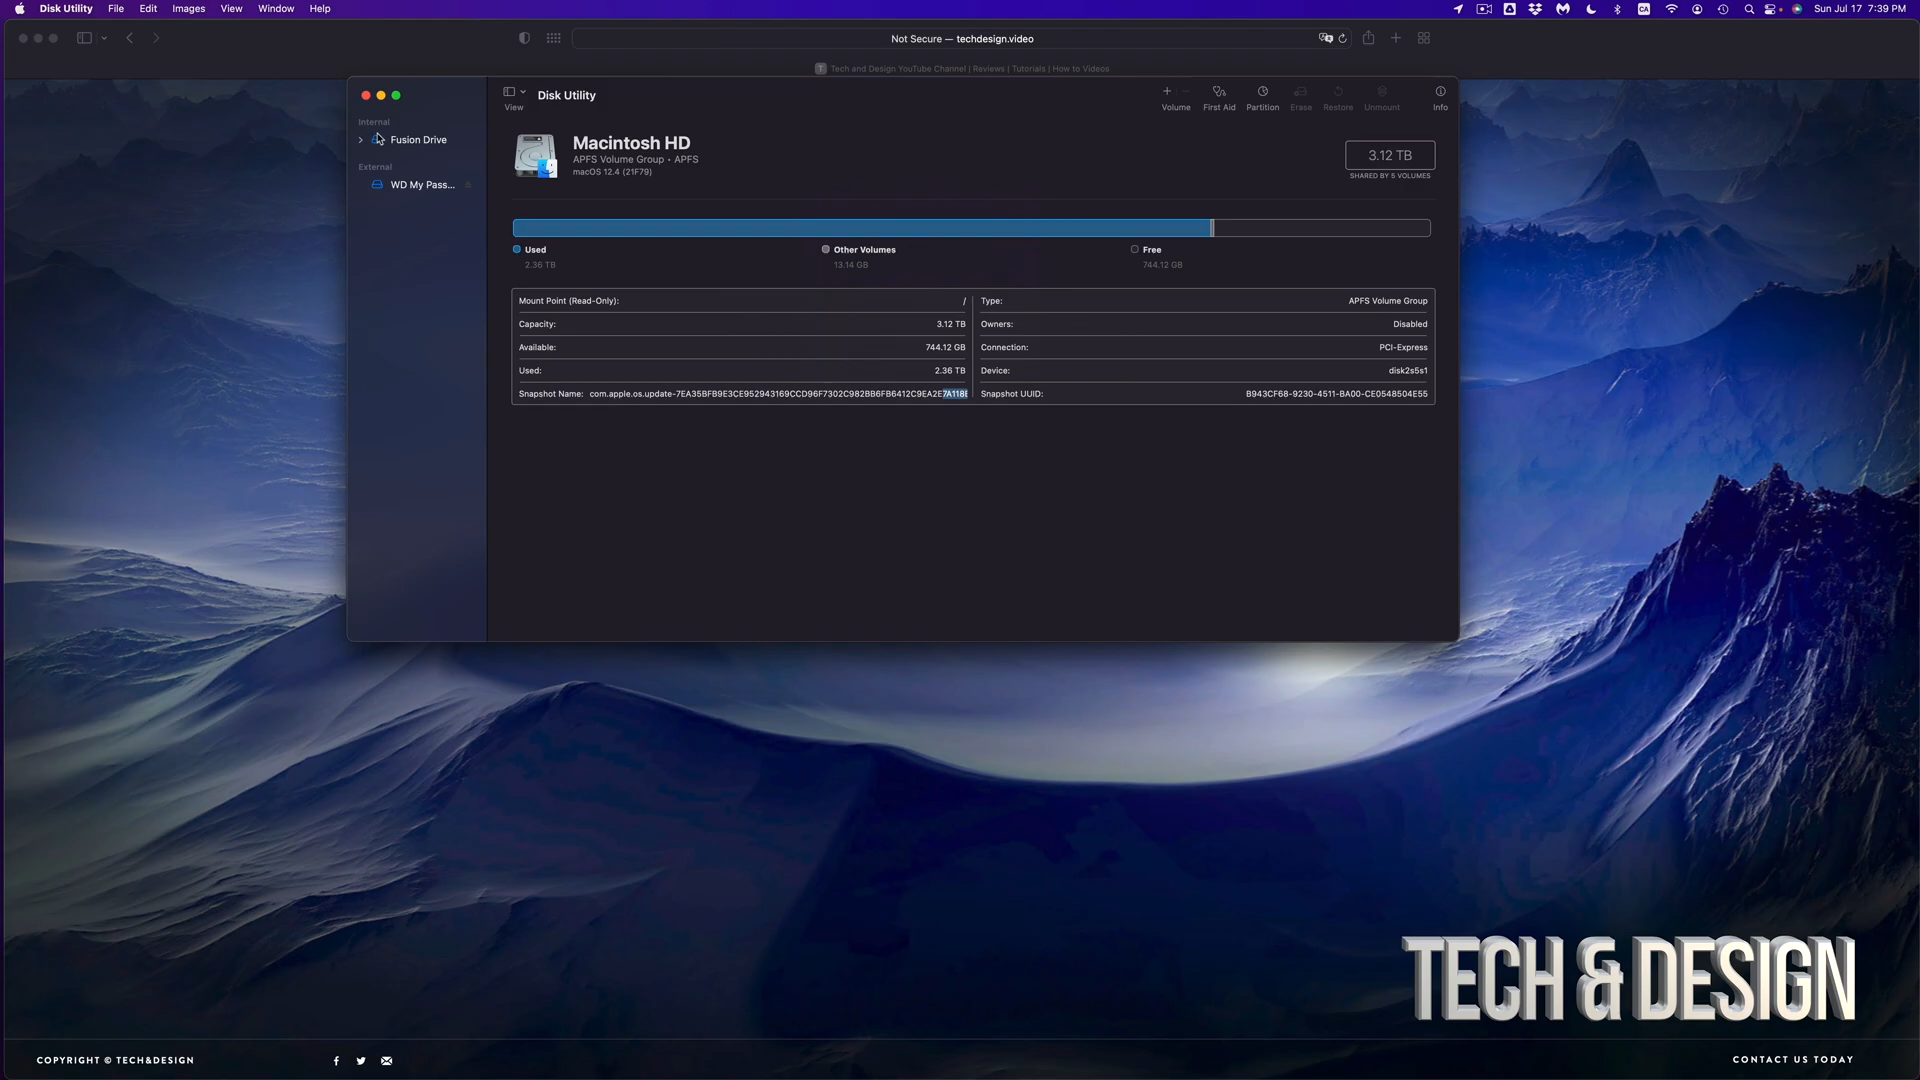 Disk Utility File Edit Images View Window Help
CA
Sun Jul 17 7:39 PM
Not Secure — techdesign.video
T Tech and Design YouTube Channel | Reviews | Tutorials | How to Videos
View
Disk Utility
Volume First Aid Partition Erase Restore Unmount Info
Internal
Fusion Drive
External
WD My Pass...
Macintosh HD
APFS Volume Group • APFS
macOS 12.4 (21F79)
3.12 TB
SHARED BY 5 VOLUMES
Used
2.36 TB
Other Volumes
13.14 GB
Free
744.12 GB
Mount Point (Read-Only): /
Capacity: 3.12 TB
Available: 744.12 GB
Used: 2.36 TB
Snapshot Name: com.apple.os.update-7EA35BFB9E3CE952943169CCD96F7302C982BB6FB6412C9EA2E7A118E
Type: APFS Volume Group
Owners: Disabled
Connection: PCI-Express
Device: disk2s5s1
Snapshot UUID: B943CF68-9230-4511-BA00-CE0548504E55
TECH & DESIGN
COPYRIGHT © TECH&DESIGN
CONTACT US TODAY